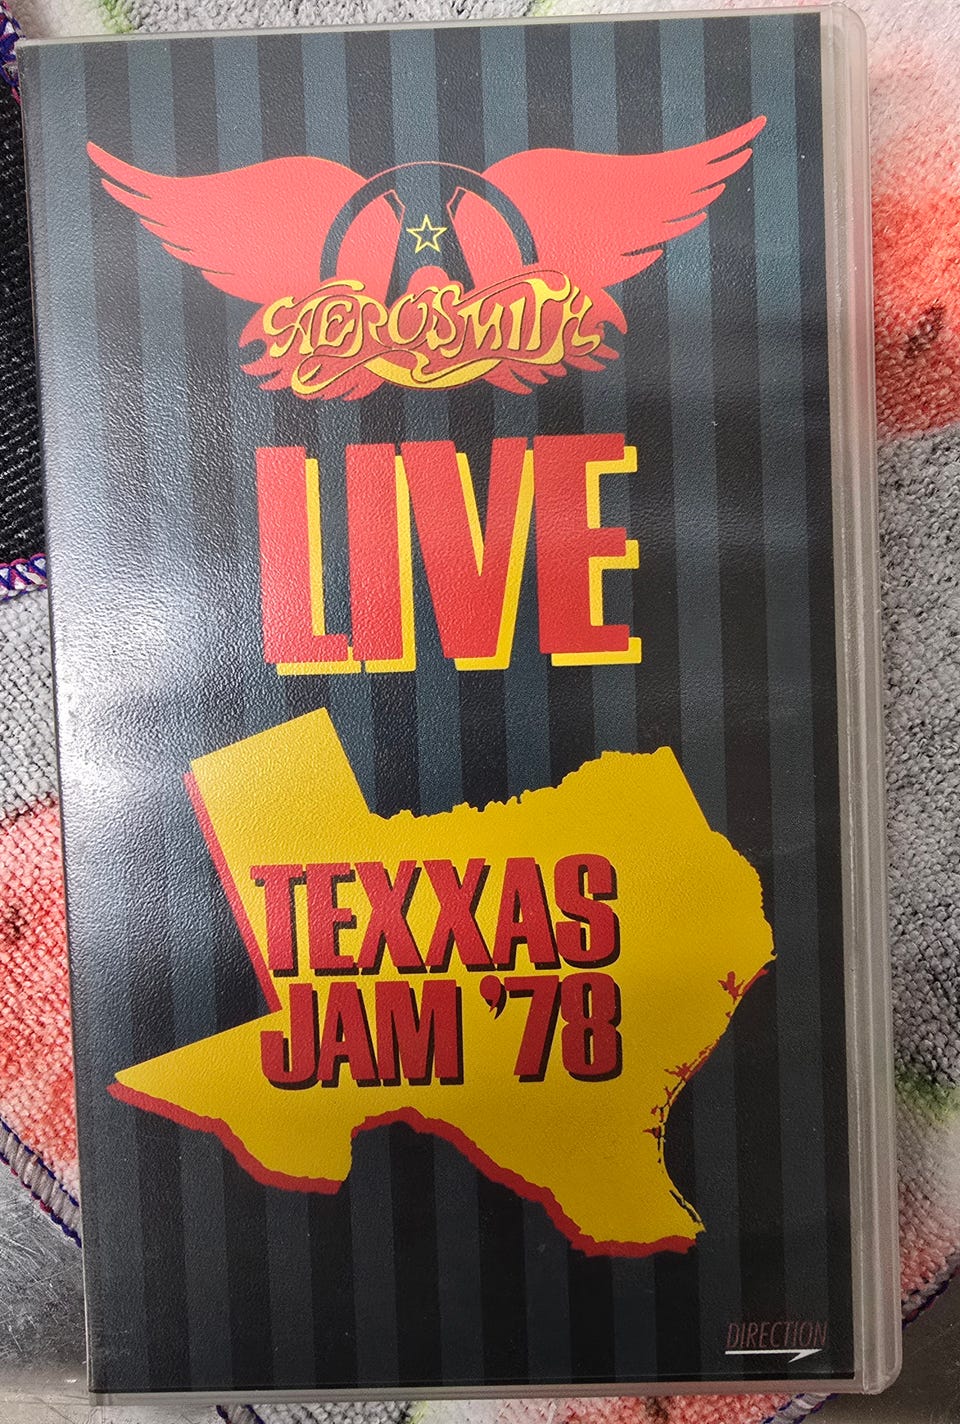 AEROSMITH
LIVE
TEXXAS
JAM '78
DIRECTION